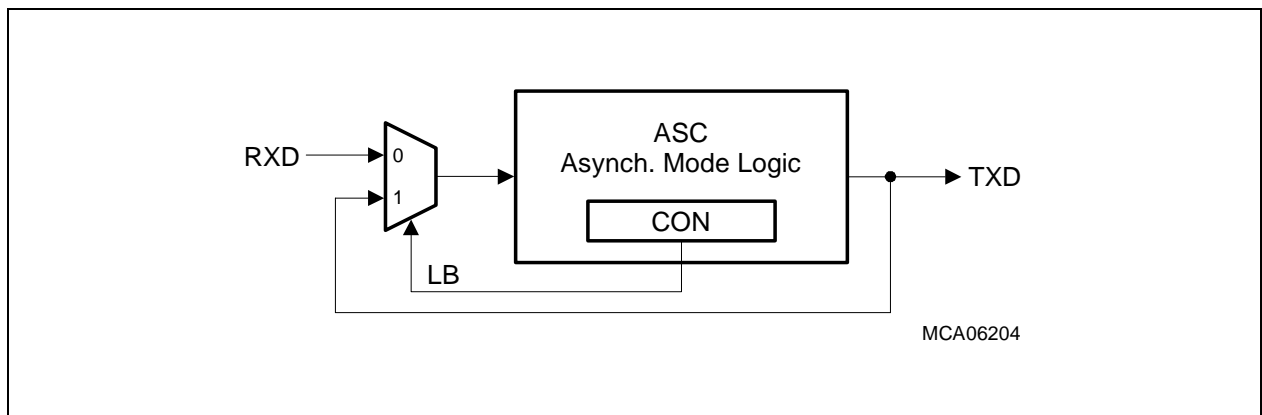 ASC
Asynch. Mode Logic
RXD
0
TXD
1
CON
LB
MCA06204